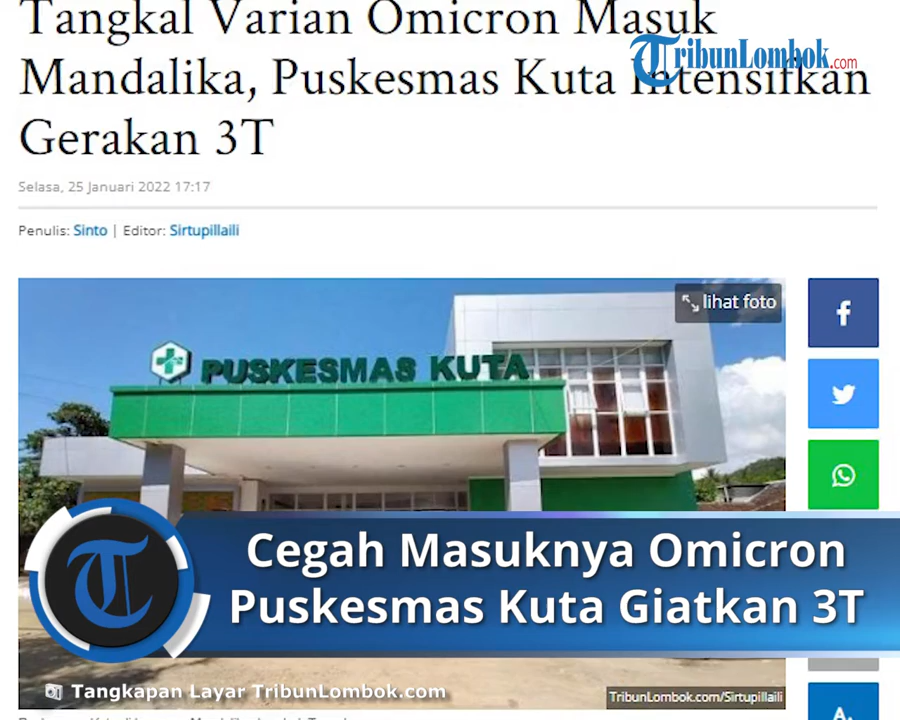 Tangkal Varian Omicron Masuk
TribunLombok.com
Mandalika, Puskesmas Kuta Intensifkan
Gerakan 3T
Selasa, 25 Januari 2022 17:17
Penulis: Sinto | Editor: Sirtupillaili
lihat foto
PUSKESMAS KUTA
Cegah Masuknya Omicron
Puskesmas Kuta Giatkan 3T
Tangkapan Layar TribunLombok.com
TribunLombok.com/Sirtupillaili